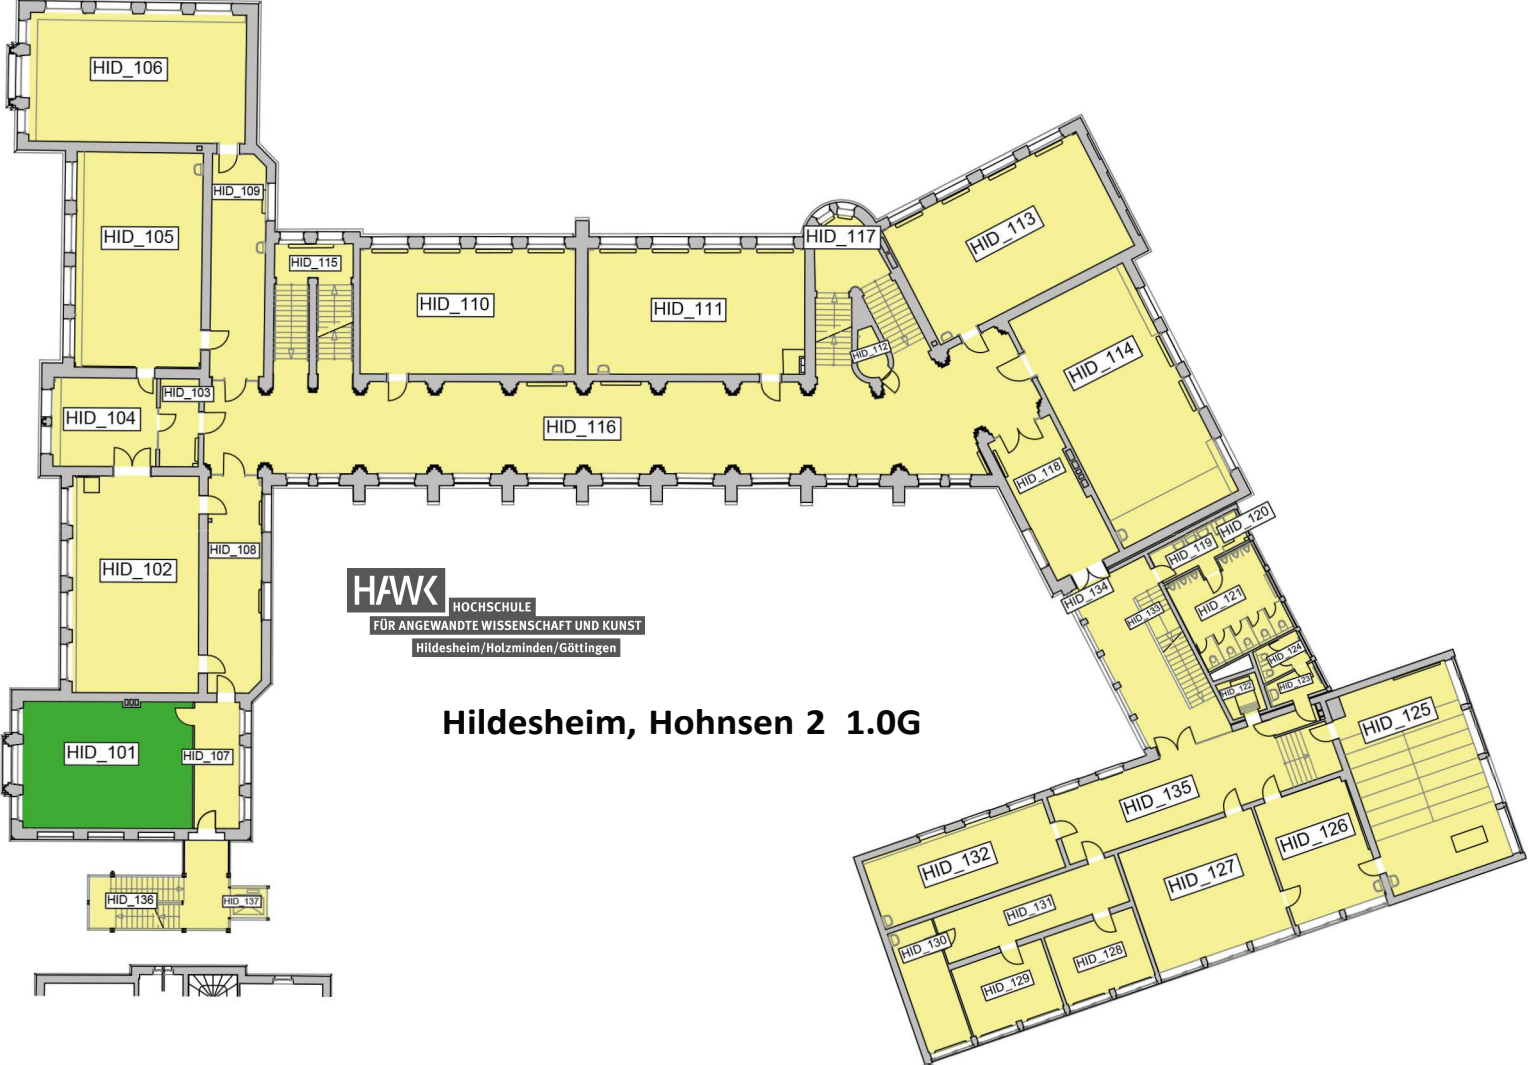 HID_106
HID_109
HID_105
HID_113
HID_117
HID_115
HID_110
HID_111
HID_112
HID_114
HID_103
HID_104
HID_116
HID_118
HID_120
HID_119
HID_108
HID_102
HAWK
HOCHSCHULE
FÜR ANGEWANDTE WISSENSCHAFT UND KUNST
Hildesheim/Holzminden/Göttingen
HID_134
HID_133
HID_121
HID_124
HID_123
HID_122
Hildesheim, Hohnsen 2 1.0G
HID_125
HID_101
HID_107
HID_135
HID_126
HID_132
HID_127
HID_136
HID_137
HID_131
HID_130
HID_128
HID_129